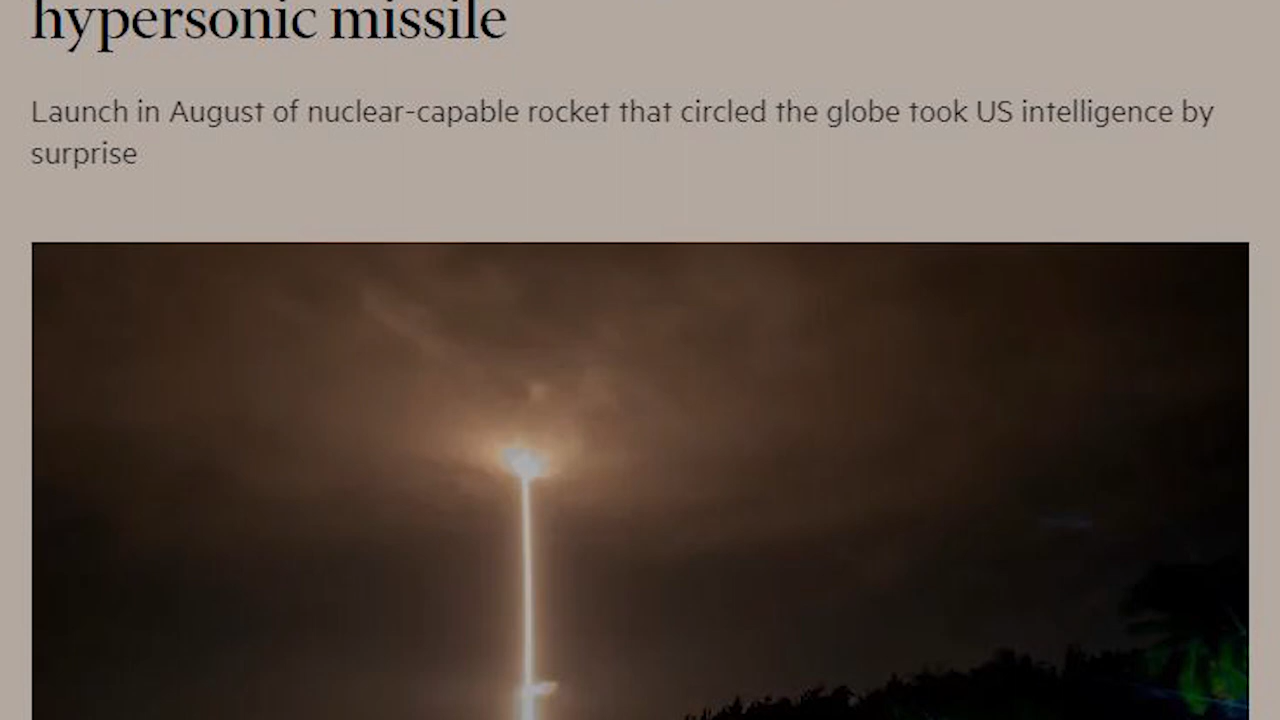 hypersonic missile
Launch in August of nuclear-capable rocket that circled the globe took US intelligence by
surprise